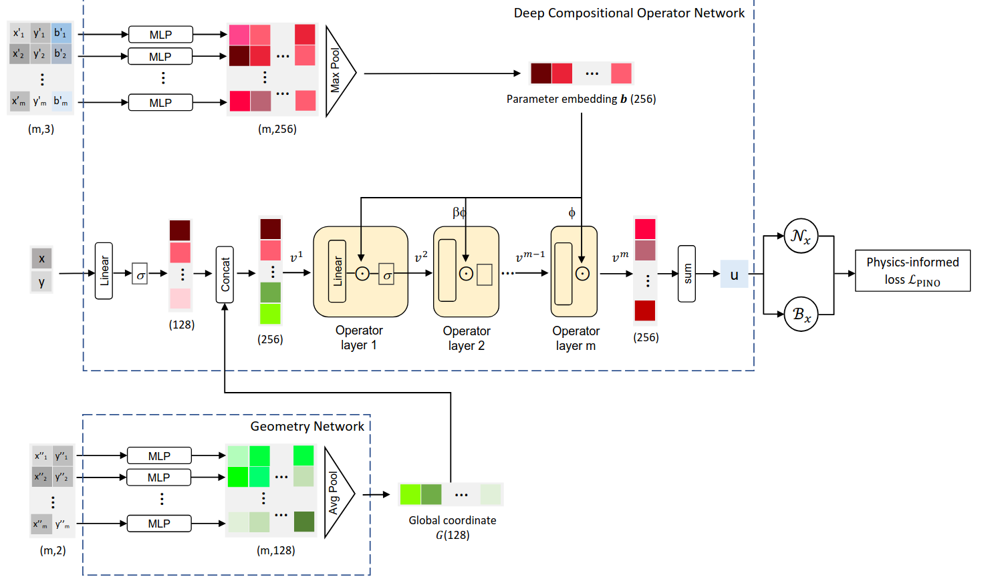 Deep Compositional Operator Network
x'1 y'1 b'1
x'2 y'2 b'2
⋮
x'm y'm b'm
(m,3)
MLP
MLP
⋮
MLP
...
⋮
...
(m,256)
Max Pool
...
Parameter embedding b (256)
βϕ
ϕ
x
y
Linear
σ
⋮
(128)
Concat
⋮
(256)
v¹
Linear
⊙
σ
Operator
layer 1
v²
⊙
Operator
layer 2
...
vᵐ⁻¹
⊙
Operator
layer m
vᵐ
⋮
(256)
sum
u
𝒩x
ℬx
Physics-informed
loss ℒPINO
Geometry Network
x''1 y''1
x''2 y''2
⋮
x''m y''m
(m,2)
MLP
MLP
⋮
MLP
...
⋮
...
(m,128)
Avg Pool
...
Global coordinate
G(128)